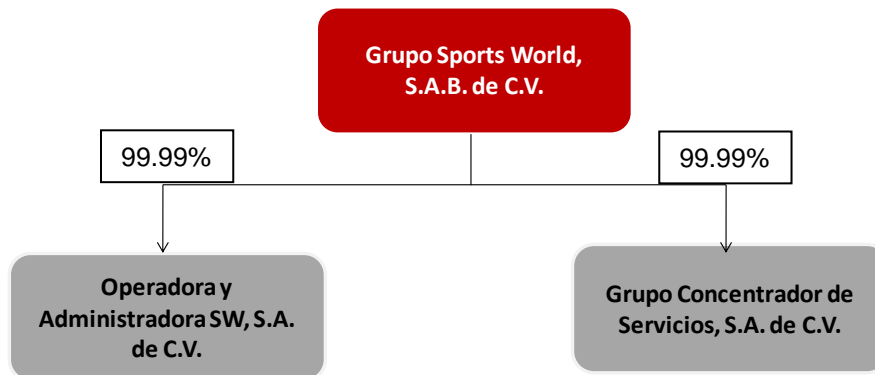 Grupo Sports World,
S.A.B. de C.V.
99.99%
99.99%
Operadora y
Administradora SW, S.A.
de C.V.
Grupo Concentrador de
Servicios, S.A. de C.V.